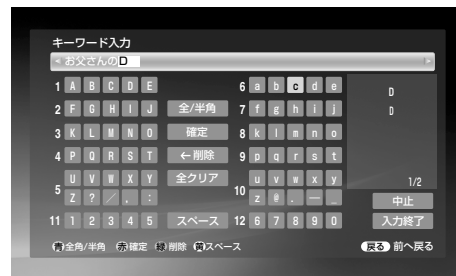 キーワード入力
お父さんのD
1 A B C D E 6 a b c d e
D
2 F G H I J 全/半角 7 f g h i j
D
3 K L M N O 確定 8 k l m n o
4 P Q R S T ←削除 9 p q r s t
5 U V W X Y 全クリア 10 u v w x y
1/2
Z ? / . : z @ . — _
中止
11 1 2 3 4 5 スペース 12 6 7 8 9 0 入力終了
青全角/半角 赤確定 緑削除 黄スペース 戻る 前へ戻る